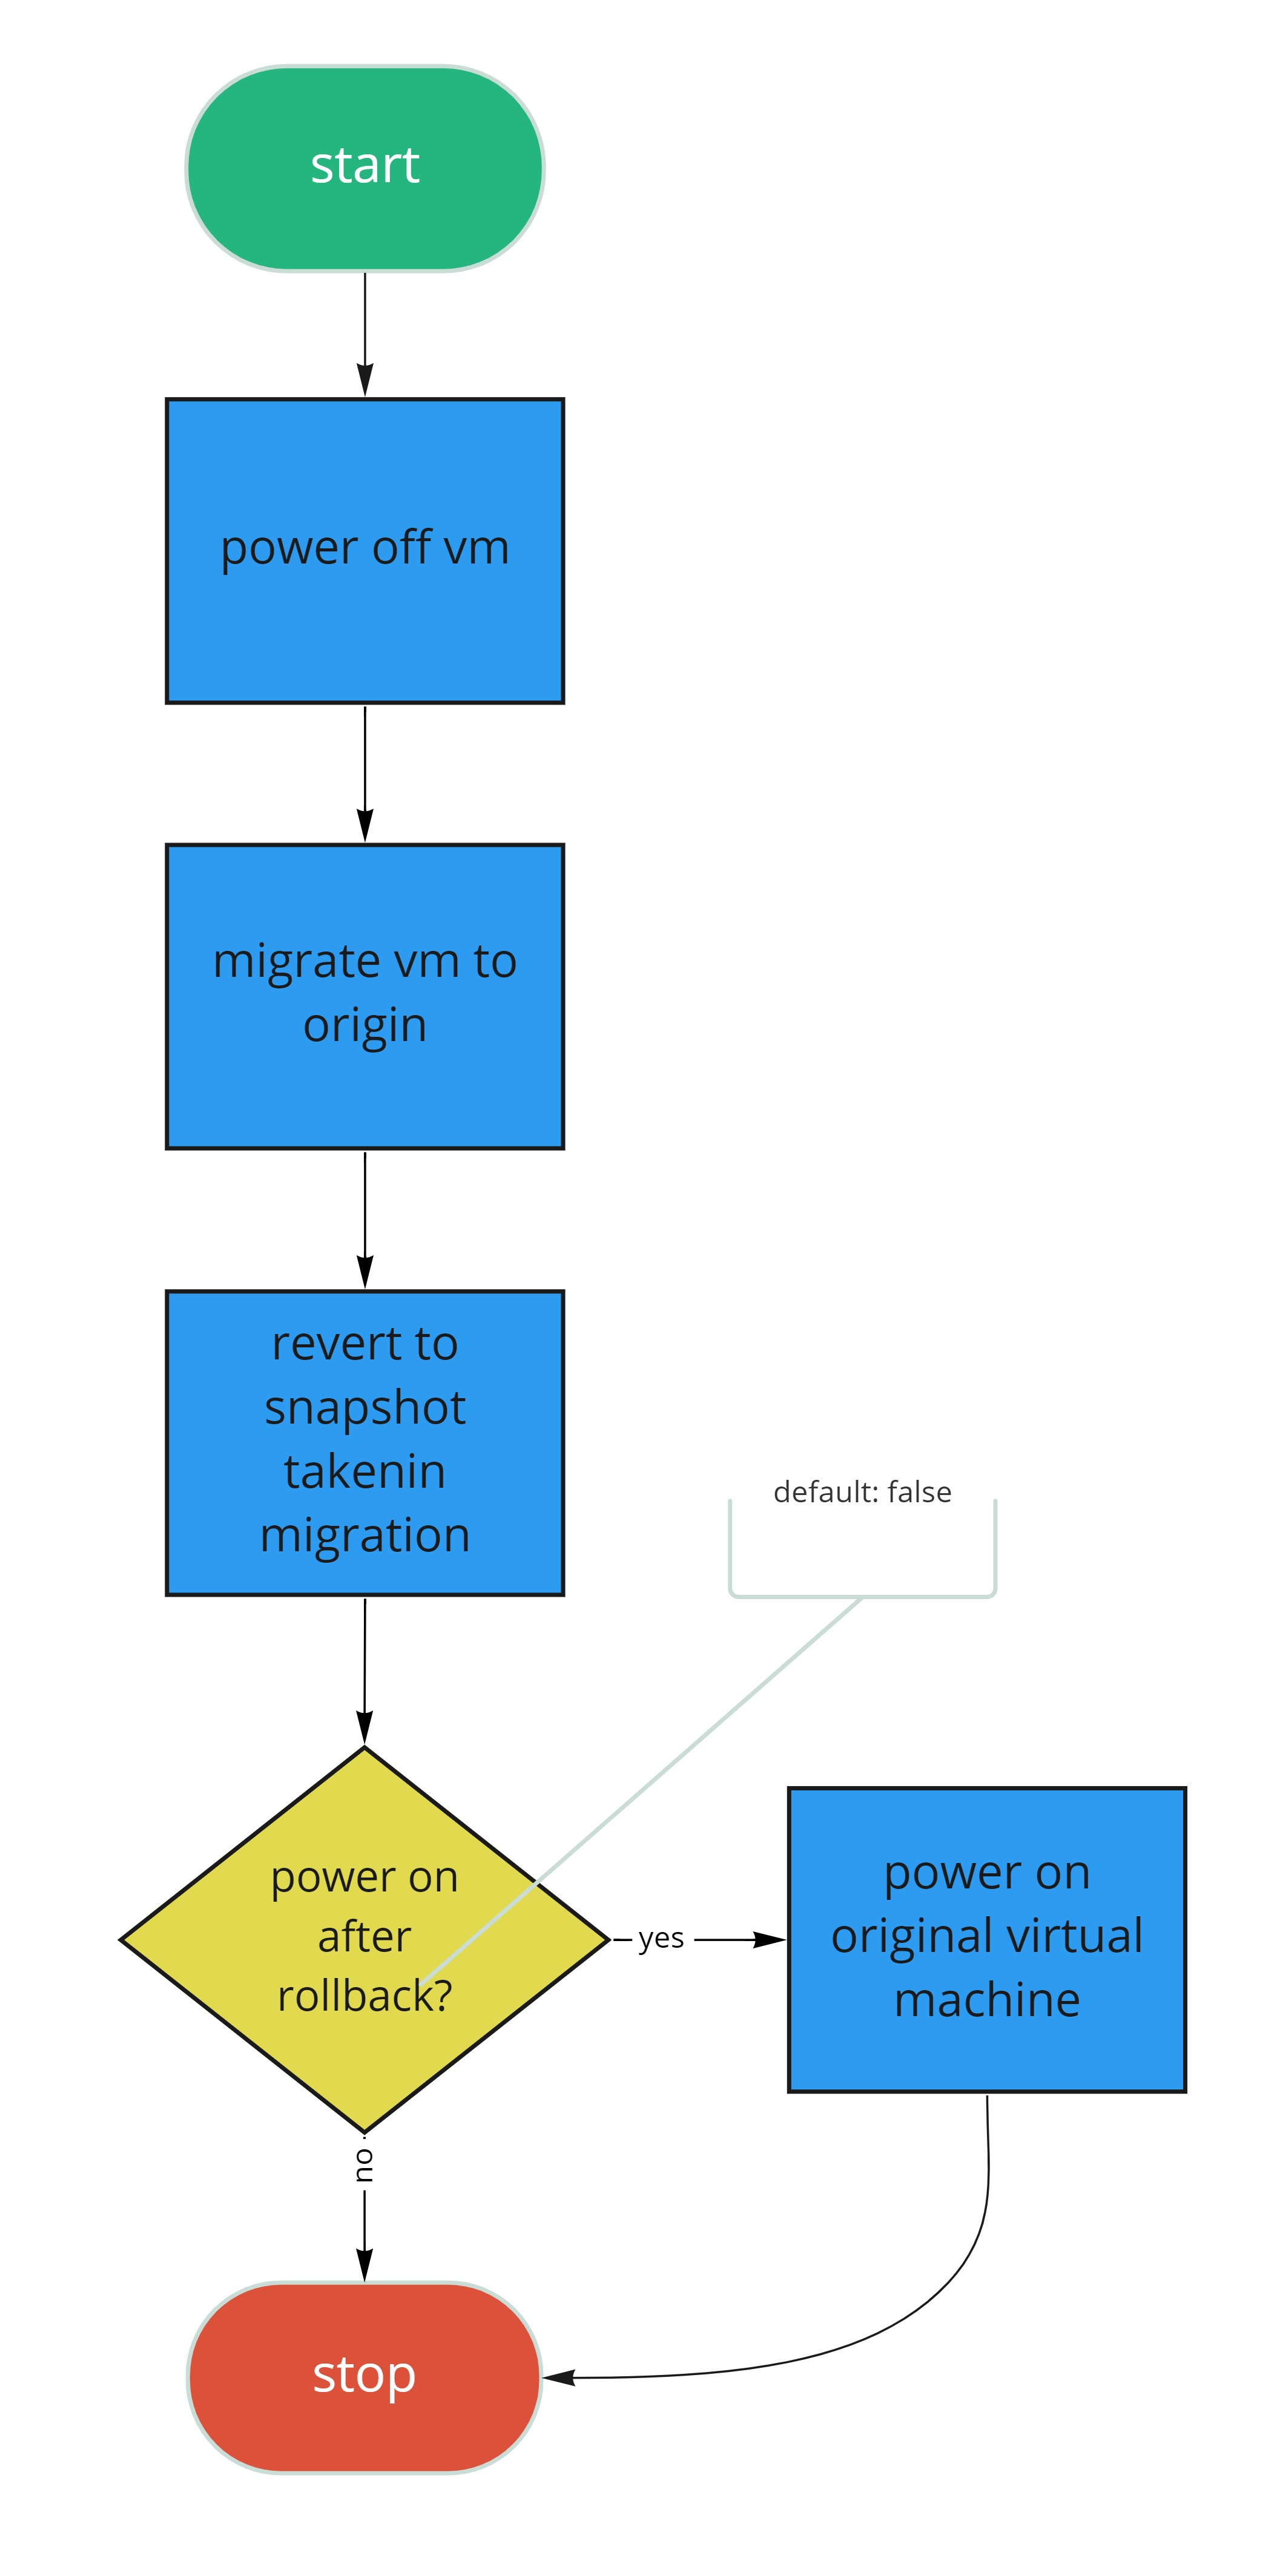 start
power off vm
migrate vm to
origin
revert to
snapshot
takenin
migration
default: false
power on
after
rollback?
yes
power on
original virtual
machine
no
stop